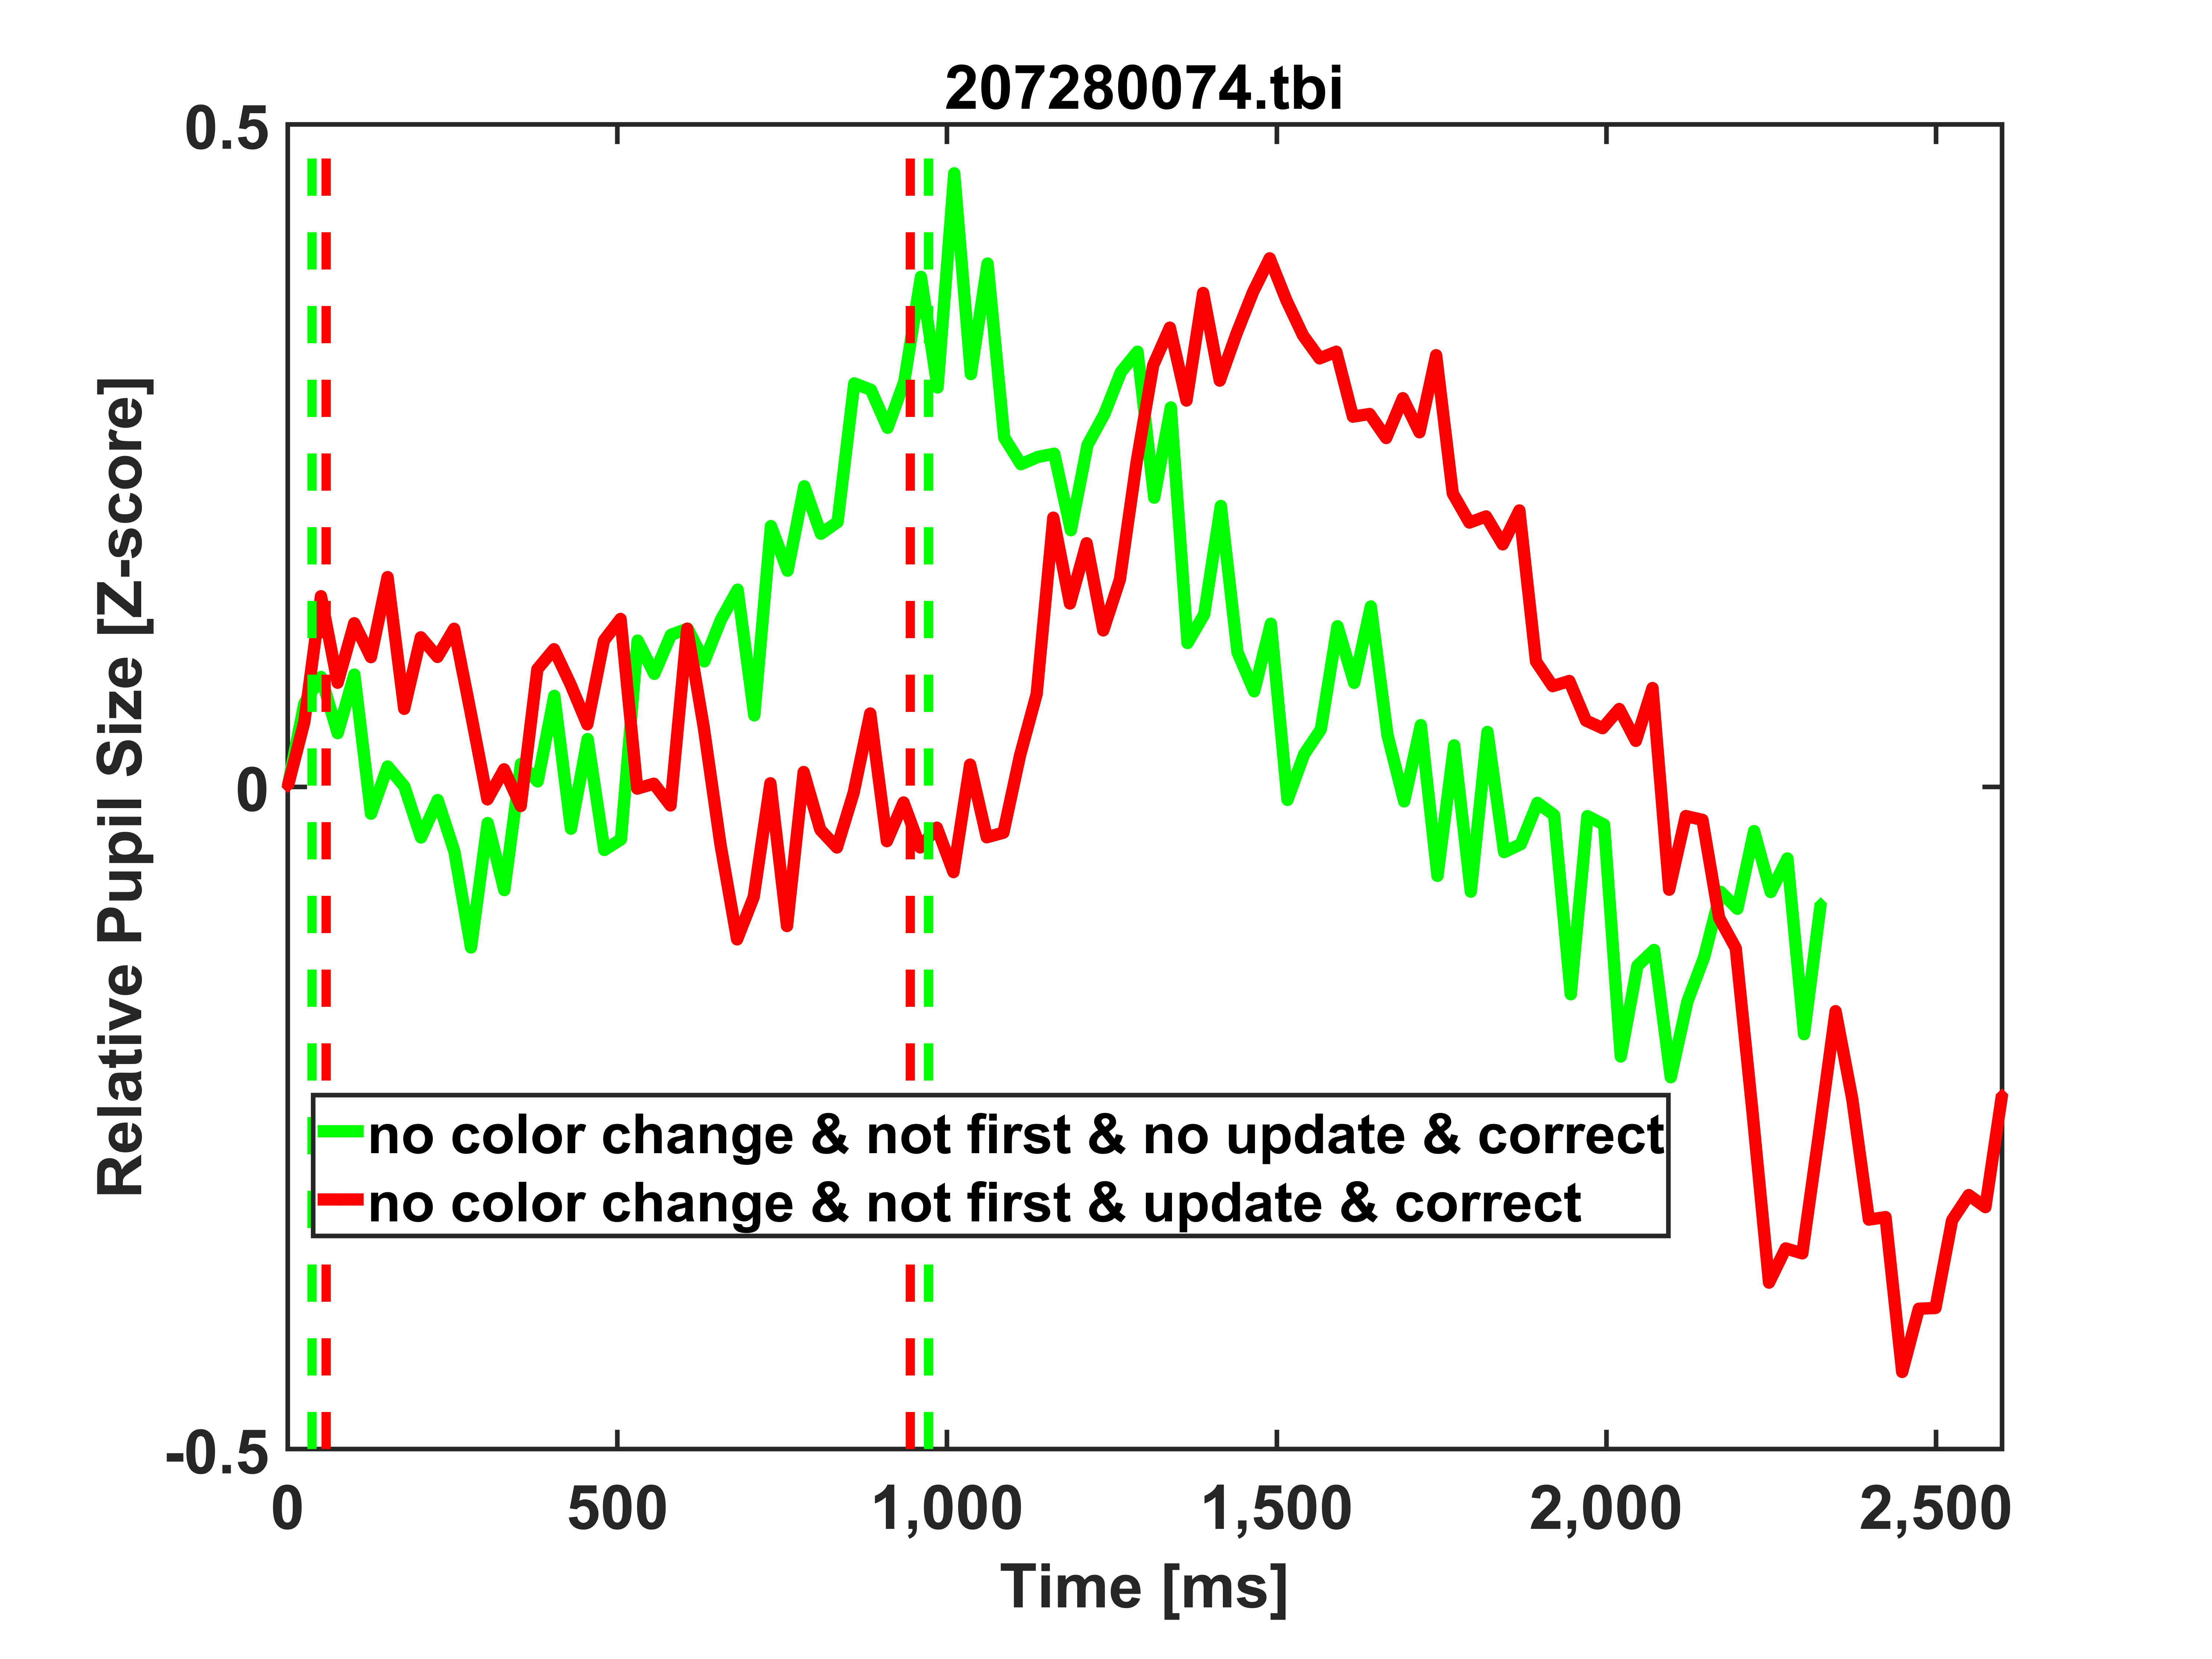 207280074.tbi
0.5
0
-0.5
Relative Pupil Size [Z-score]
no color change & not first & no update & correct
no color change & not first & update & correct
0 500 1,000 1,500 2,000 2,500
Time [ms]